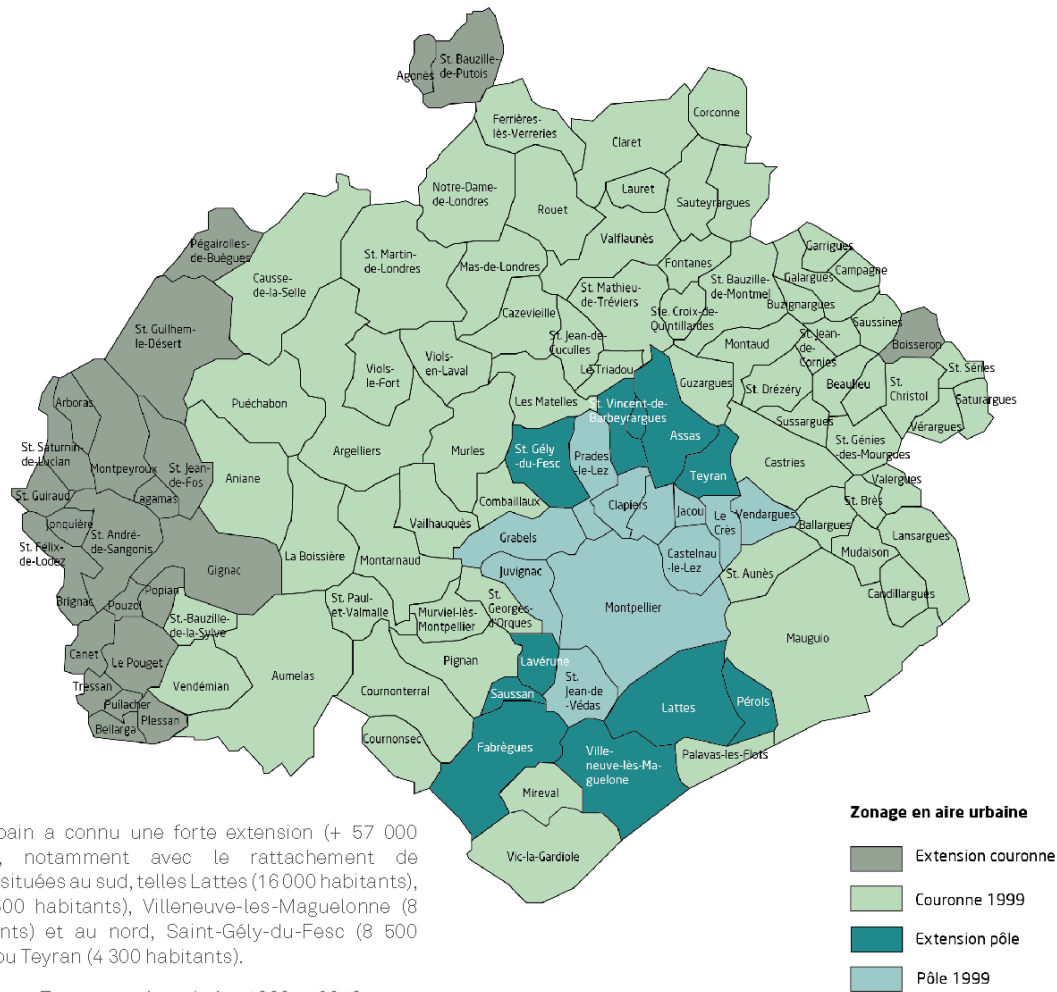 St. Bauzille-
de-Putois
Agonès
Corconne
Ferrières-
lès-Verreries
Claret
Notre-Dame-
de-Londres
Lauret
Rouet
Sauteyrargues
Valflaunès
Pégairolles-
de-Buègues
Garrigues
St. Martin-
de-Londres
Mas-de-Londres
Fontanes
Campagne
Causse-
de-la-Selle
St. Bauzille-
de-Montmel
Galargues
St. Mathieu-
de-Tréviers
Buzignargues
Cazevieille
Ste. Croix-de-
Quintillardes
Saussines
St. Guilhem-
le-Désert
St. Jean-de-
Cuculles
Montaud
St. Jean-
de-
Cornies
Boisseron
Viols-
en-Laval
Viols-
le-Fort
Le Triadou
St. Séries
Guzargues
St. Drézéry
Beaulieu
St.
Christol
Saturargues
Arboras
Puéchabon
Les Matelles
St. Vincent-de-
Barbeyrargues
Sussargues
Vérargues
Assas
St. Génies
-des-Mourgues
St. Saturnin-
de-Lucian
Argelliers
Murles
St. Gély
-du-Fesc
Prades
-le-Lez
Castries
Montpeyroux
St. Jean-
de-Fos
Aniane
Teyran
Valergues
St. Guiraud
Lagamas
Combaillaux
Clapiers
St. Brès
Jonquière
Vailhauquès
Jacou
Le
Crès
Vendargues
Ballargues
Lansargues
St. André-
de-Sangonis
St. Félix-
de-Lodez
Grabels
La Boissière
Montarnaud
Castelnau
-le-Lez
Mudaison
Gignac
Juvignac
St. Aunès
Popian
Brignac
Pouzol
St. Paul-
et-Valmalle
St.
Georges-
d'Orques
Candillargues
St-Bauzille-
de-la-Sylve
Murviel-lès-
Montpellier
Montpellier
Mauguio
Canet
Le Pouget
Pignan
Lavérune
Aumelas
St.
Jean-de
-Védas
Tressan
Vendémian
Cournonterral
Saussan
Lattes
Pérols
Puilacher
Plessan
Bellarga
Cournonsec
Fabrègues
Ville-
neuve-lès-Ma-
guelone
Palavas-les-Flots
Mireval
Vic-la-Gardiole
Zonage en aire urbaine
Extension couronne
Couronne 1999
Extension pôle
Pôle 1999
bain a connu une forte extension (+ 57 000
, notamment avec le rattachement de
situées au sud, telles Lattes (16 000 habitants),
00 habitants), Villeneuve-les-Maguelonne (8
nts) et au nord, Saint-Gély-du-Fesc (8 500
ou Teyran (4 300 habitants).